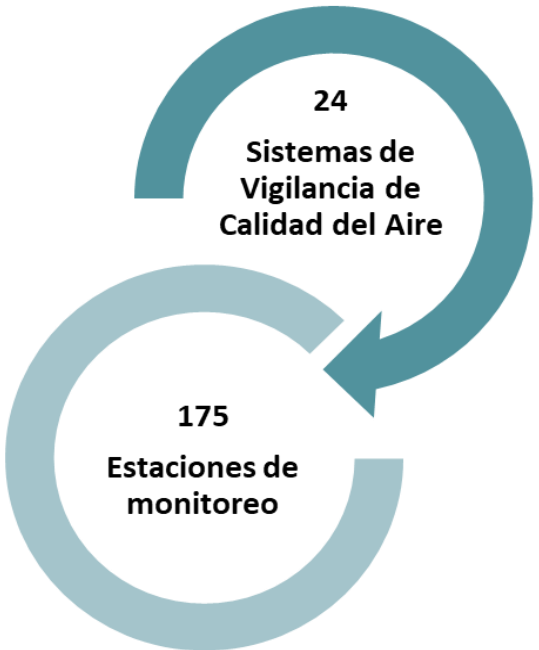 24
Sistemas de
Vigilancia de
Calidad del Aire
175
Estaciones de
monitoreo